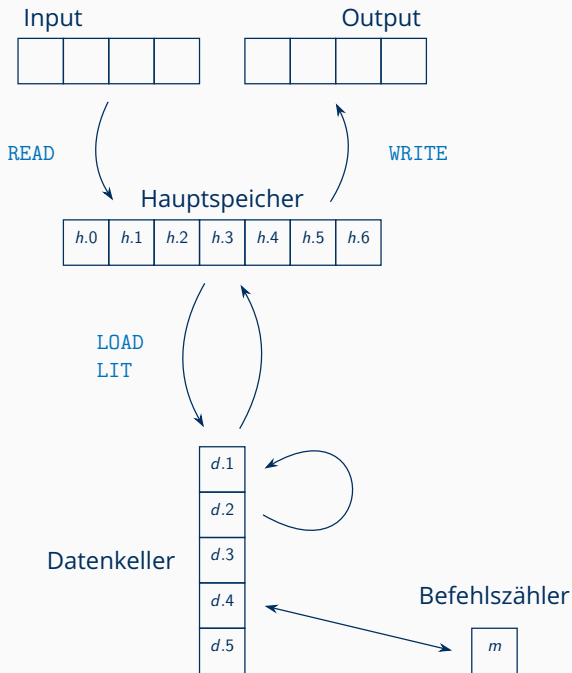 Input
Output
READ
WRITE
Hauptspeicher
h.0 h.1 h.2 h.3 h.4 h.5 h.6
LOAD
LIT
d.1
d.2
d.3
Datenkeller
d.4
Befehlszähler
d.5
m